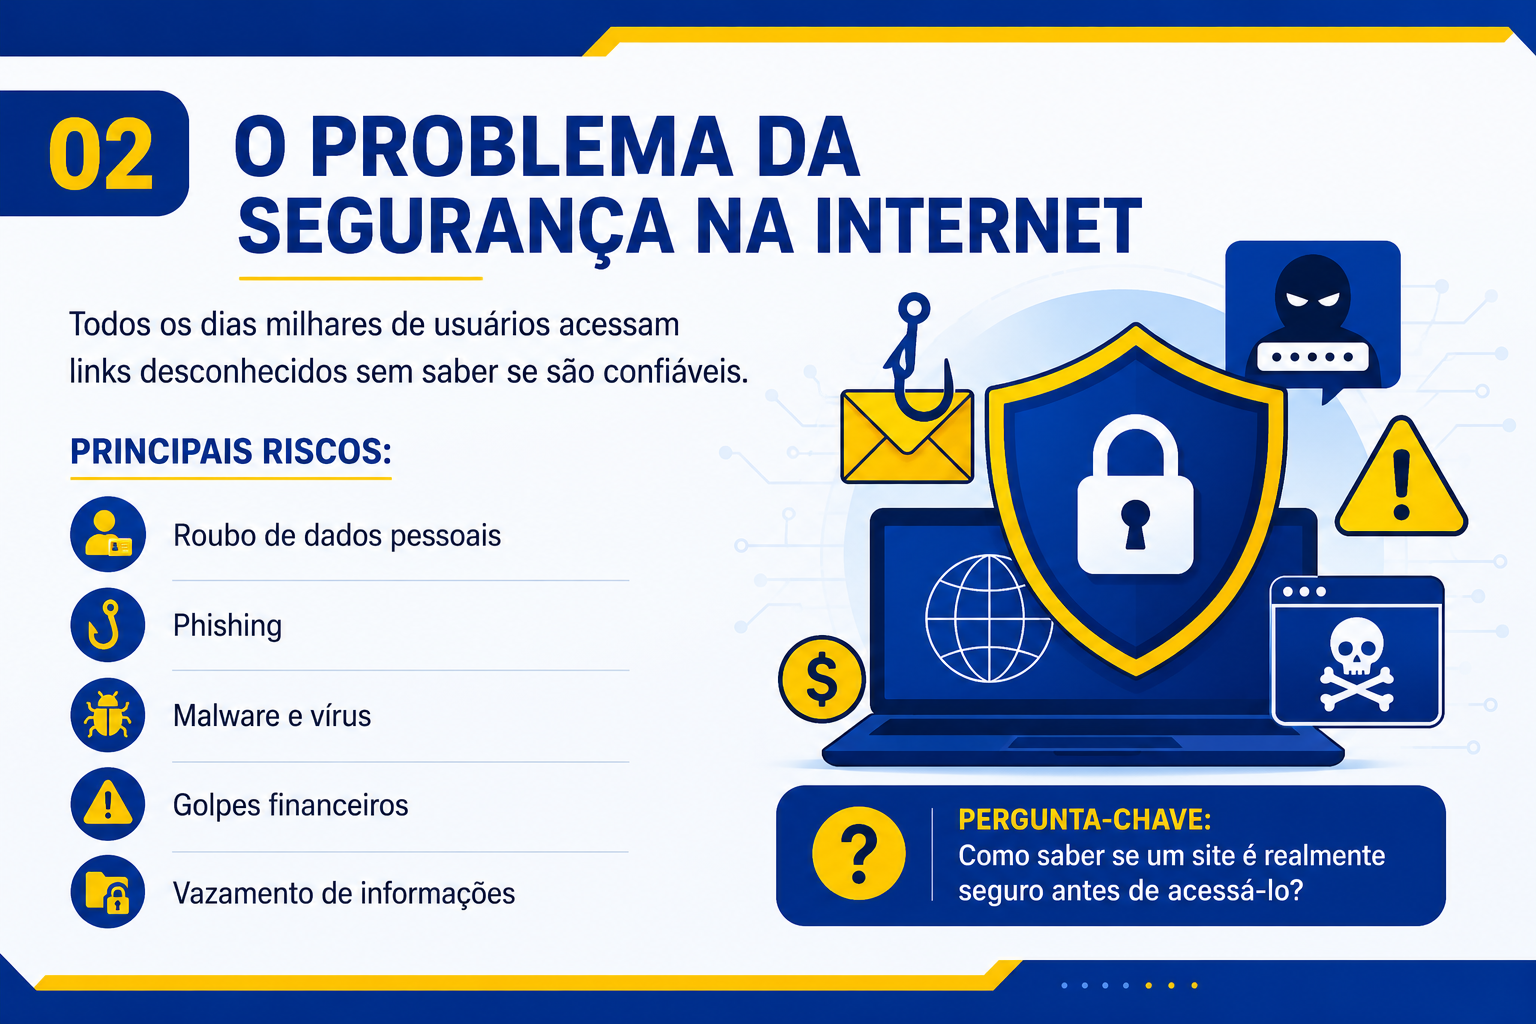 02
O PROBLEMA DA
SEGURANÇA NA INTERNET
Todos os dias milhares de usuários acessam
links desconhecidos sem saber se são confiáveis.
PRINCIPAIS RISCOS:
Roubo de dados pessoais
Phishing
Malware e vírus
Golpes financeiros
Vazamento de informações
$
PERGUNTA-CHAVE:
Como saber se um site é realmente
seguro antes de acessá-lo?